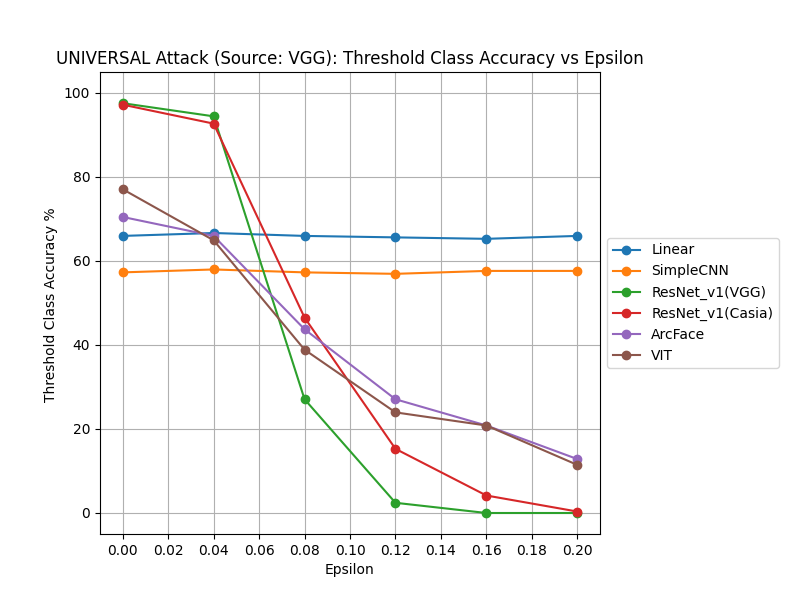 UNIVERSAL Attack (Source: VGG): Threshold Class Accuracy vs Epsilon
Threshold Class Accuracy %
100
80
60
40
20
0
0.00 0.02 0.04 0.06 0.08 0.10 0.12 0.14 0.16 0.18 0.20
Epsilon
Linear
SimpleCNN
ResNet_v1(VGG)
ResNet_v1(Casia)
ArcFace
VIT